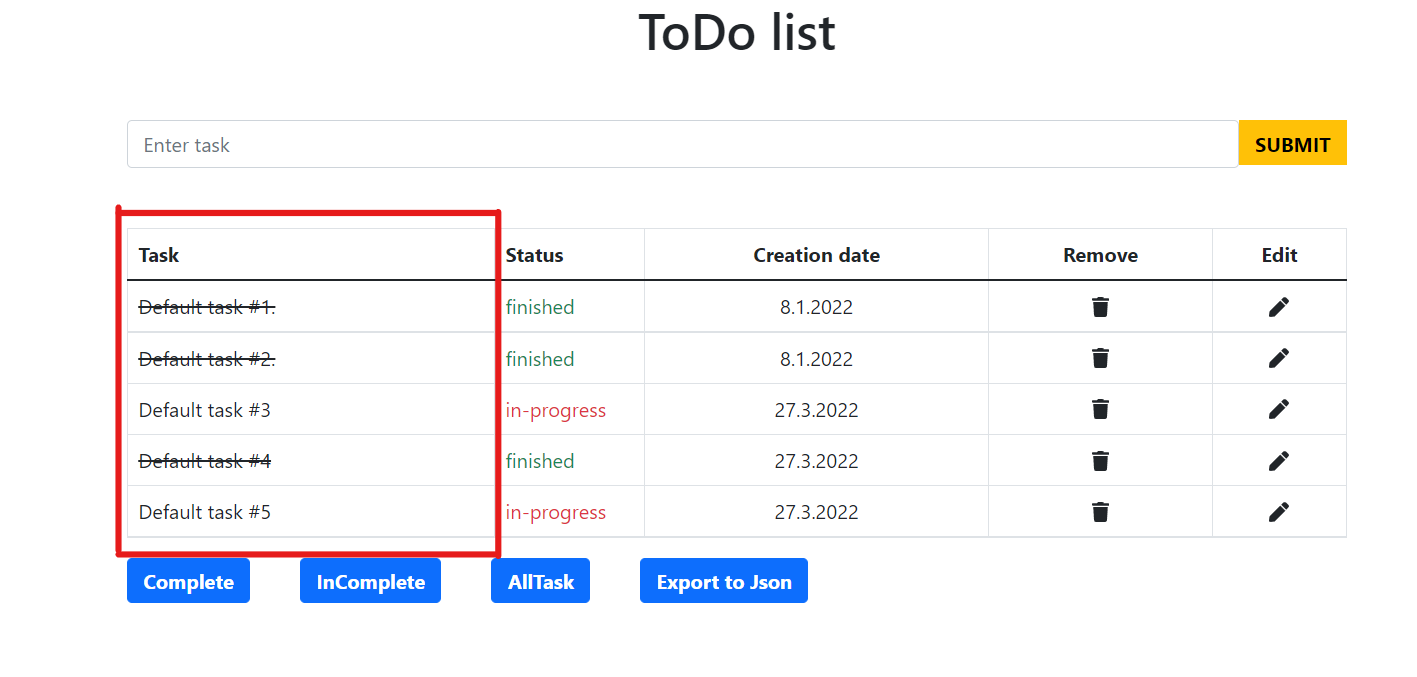 ToDo list
Enter task SUBMIT
Task Status Creation date Remove Edit
Default task #1. finished 8.1.2022
Default task #2. finished 8.1.2022
Default task #3 in-progress 27.3.2022
Default task #4 finished 27.3.2022
Default task #5 in-progress 27.3.2022
Complete InComplete AllTask Export to Json